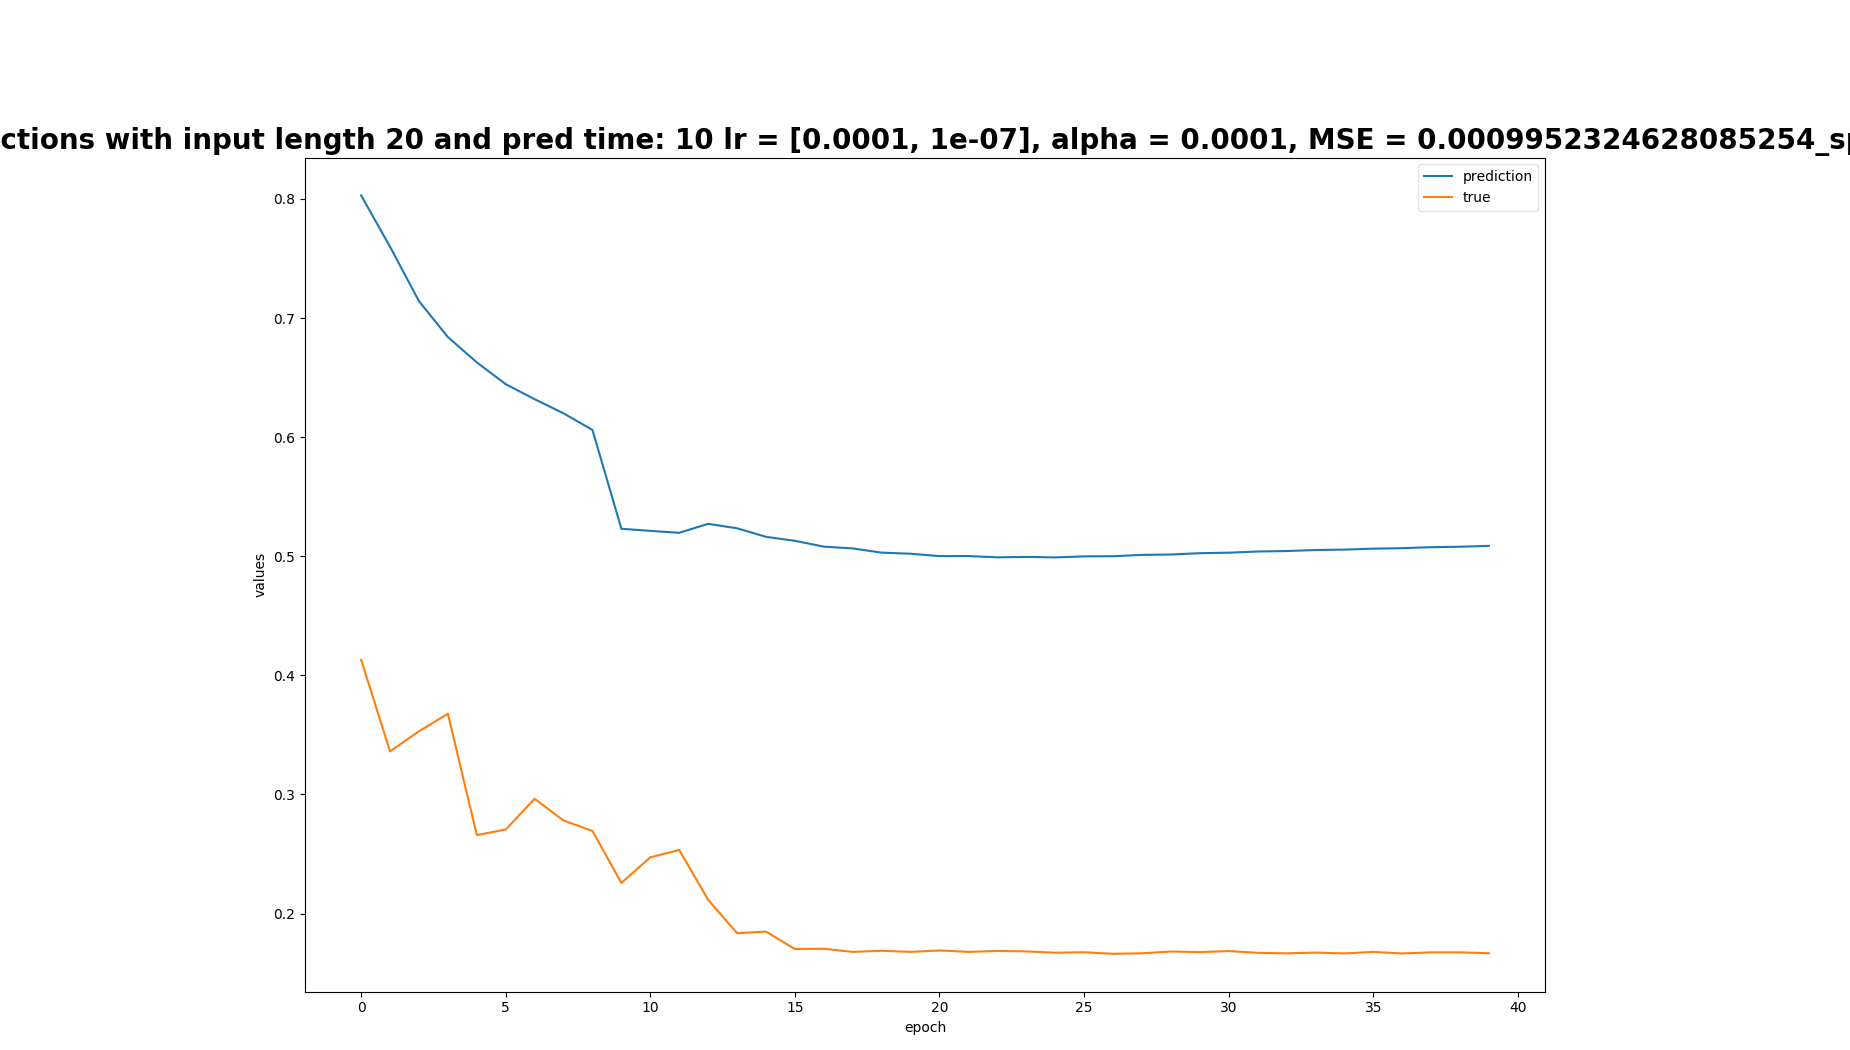 ctions with input length 20 and pred time: 10 lr = [0.0001, 1e-07], alpha = 0.0001, MSE = 0.0009952324628085254_sp
prediction
true
0.8
0.7
0.6
0.5
0.4
0.3
0.2
values
0 5 10 15 20 25 30 35 40
epoch